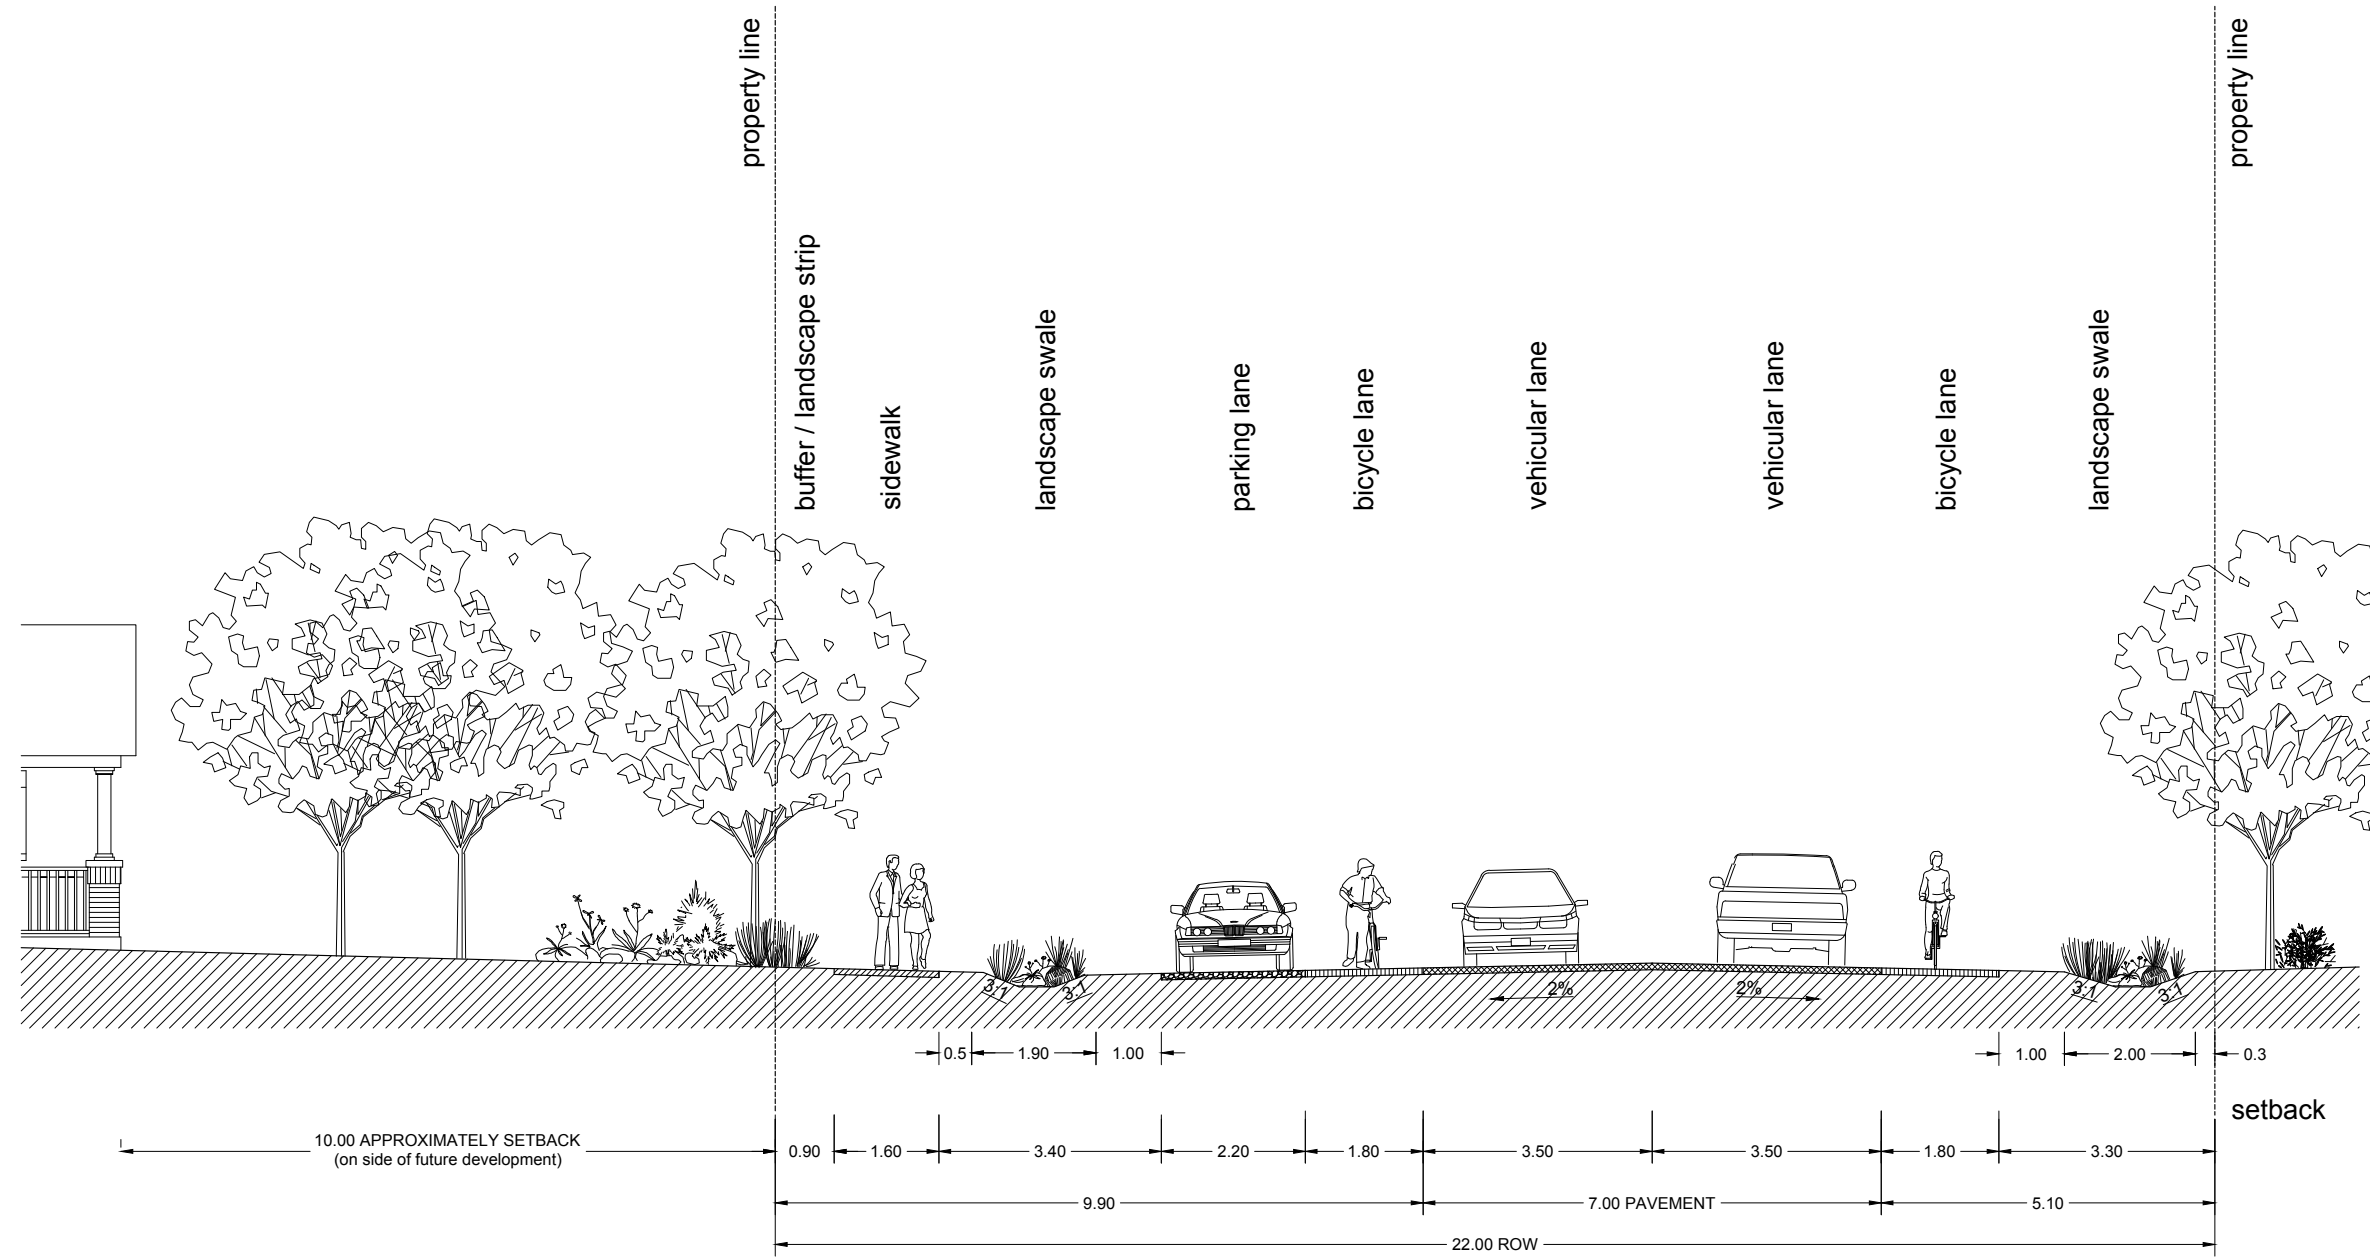 property line
property line
buffer / landscape strip
sidewalk
landscape swale
parking lane
bicycle lane
vehicular lane
vehicular lane
bicycle lane
landscape swale
3:1
3:1
2%
2%
3:1
3:1
0.5
1.90
1.00
1.00
2.00
0.3
setback
10.00 APPROXIMATELY SETBACK
(on side of future development)
0.90
1.60
3.40
2.20
1.80
3.50
3.50
1.80
3.30
9.90
7.00 PAVEMENT
5.10
22.00 ROW